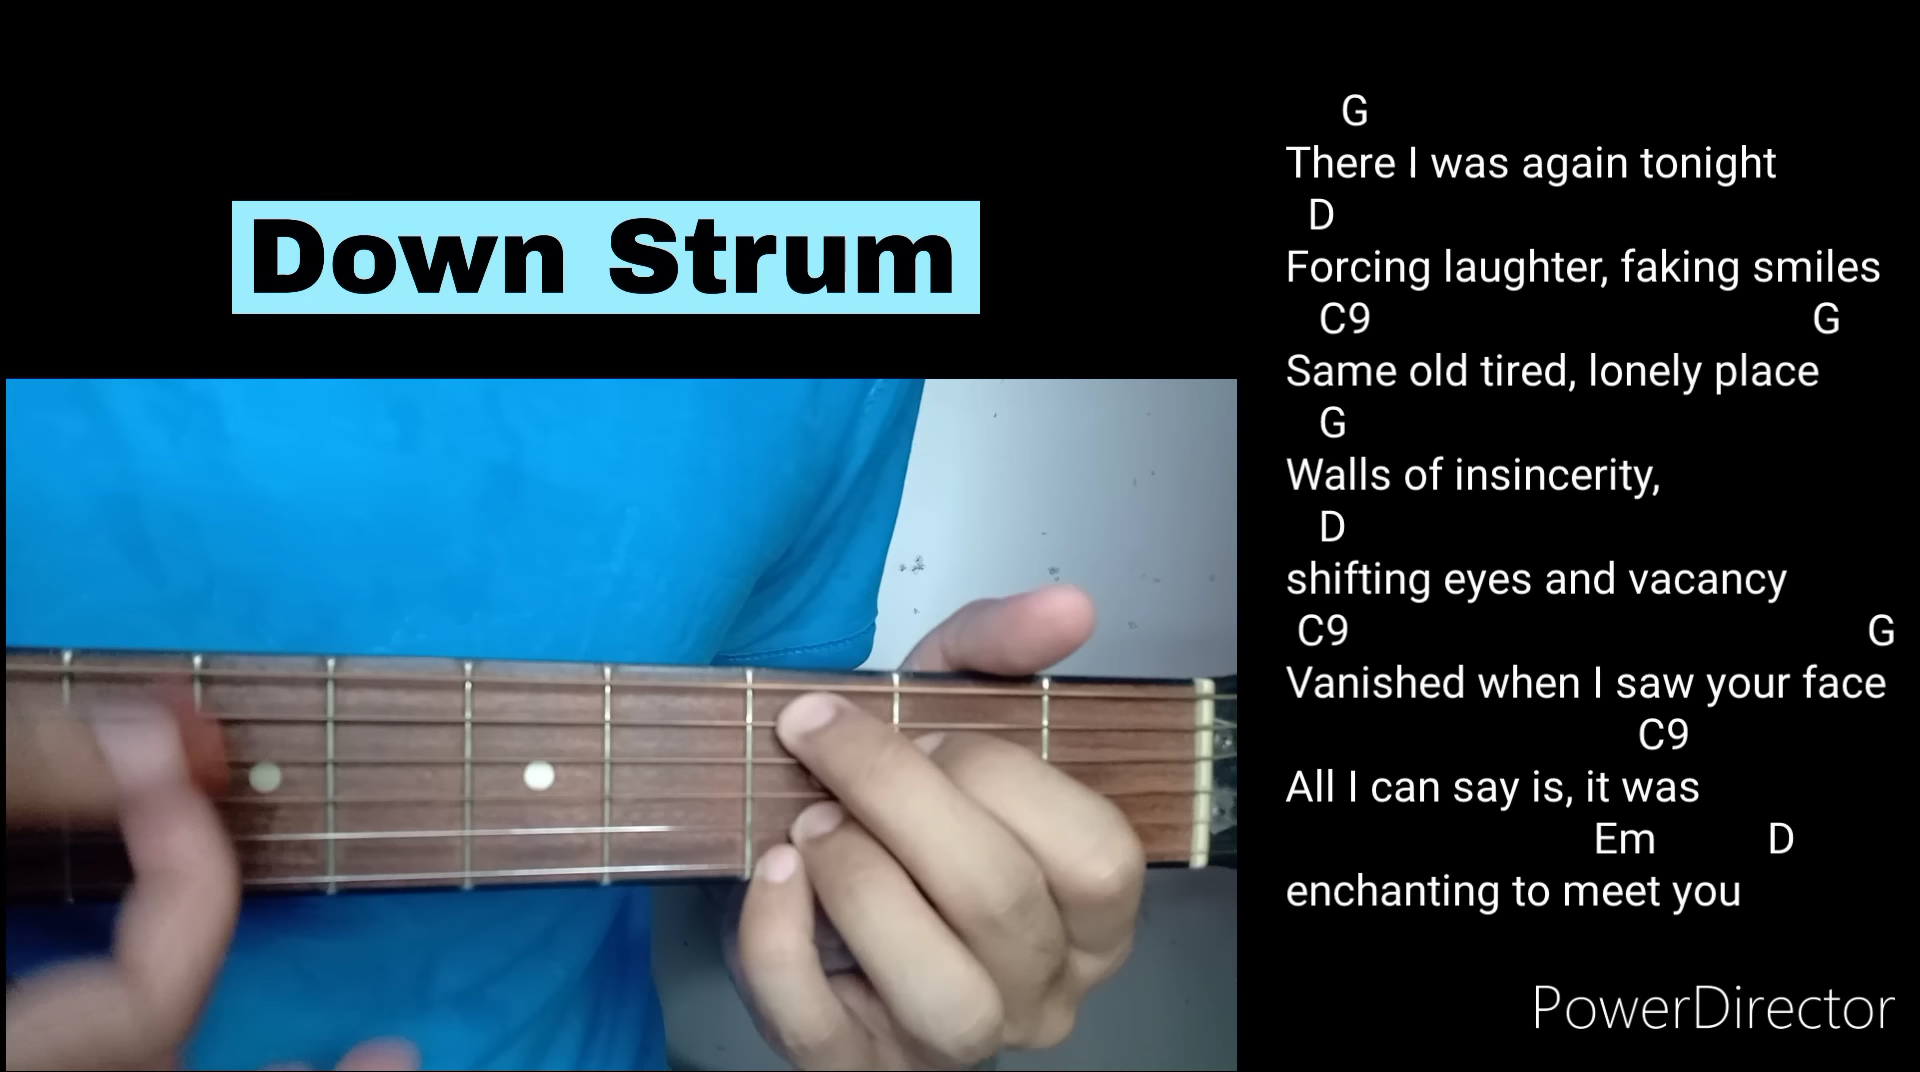 Down Strum
G
There I was again tonight
D
Forcing laughter, faking smiles
C9 G
Same old tired, lonely place
G
Walls of insincerity,
D
shifting eyes and vacancy
C9 G
Vanished when I saw your face
C9
All I can say is, it was
Em D
enchanting to meet you
PowerDirector